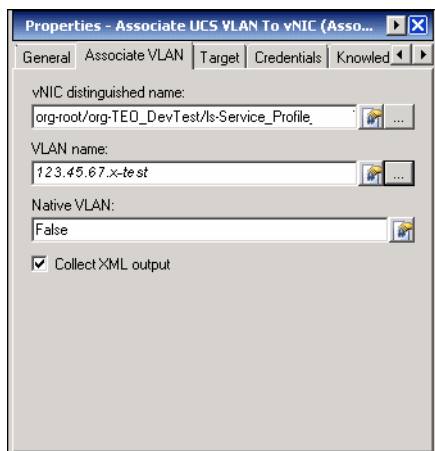 Properties - Associate UCS VLAN To vNIC (Asso...
General Associate VLAN Target Credentials Knowled
vNIC distinguished name:
org-root/org-TEO_DevTest/ls-Service_Profile_ ...
VLAN name:
123.45.67.x-test ...
Native VLAN:
False
Collect XML output